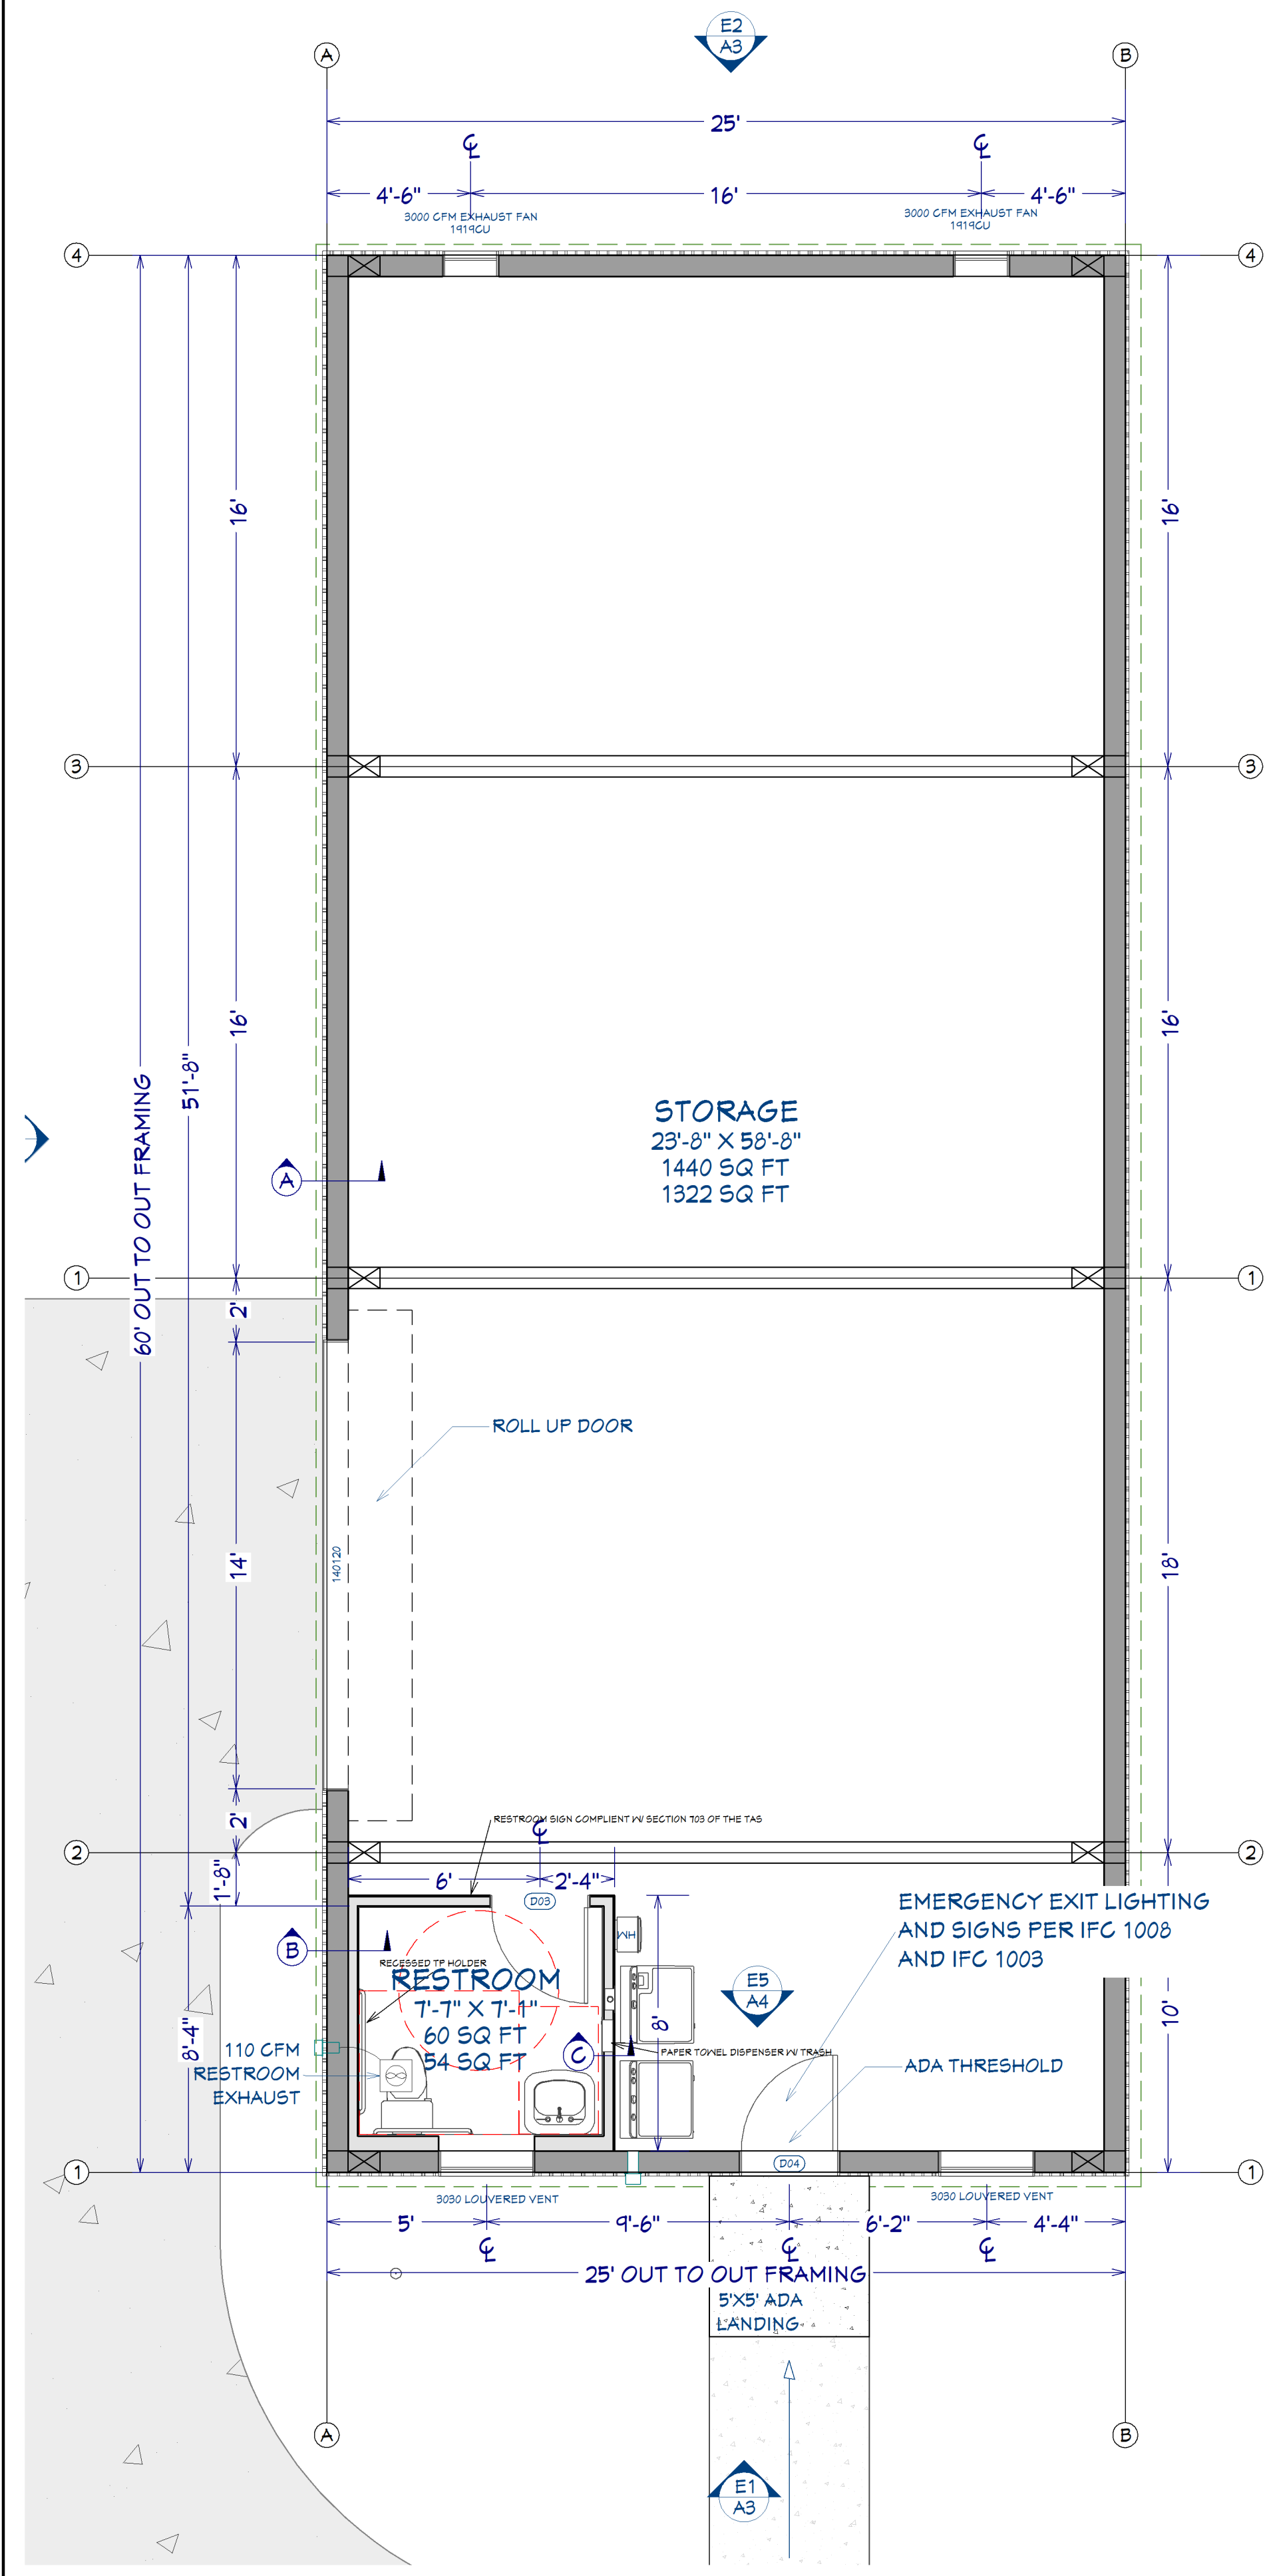 E2
A3
A
B
25'
℄
℄
4'-6"
16'
4'-6"
3000 CFM EXHAUST FAN
1919CU
3000 CFM EXHAUST FAN
1919CU
4
4
16'
16'
3
3
60' OUT TO OUT FRAMING
51'-8"
16'
16'
STORAGE
23'-8" X 58'-8"
1440 SQ FT
1322 SQ FT
A
1
1
2'
ROLL UP DOOR
14'
140120
18'
2'
RESTROOM SIGN COMPLIENT W/ SECTION 703 OF THE TAS
℄
2
2
1'-8"
6'
2'-4"
D03
EMERGENCY EXIT LIGHTING
AND SIGNS PER IFC 1008
AND IFC 1003
WH
B
RECESSED TP HOLDER
RESTROOM
7'-7" X 7'-1"
60 SQ FT
54 SQ FT
E5
A4
8'
10'
8'-4"
110 CFM
RESTROOM
EXHAUST
C
PAPER TOWEL DISPENSER W/ TRASH
ADA THRESHOLD
D04
1
1
3030 LOUVERED VENT
3030 LOUVERED VENT
5'
9'-6"
6'-2"
4'-4"
℄
℄
℄
25' OUT TO OUT FRAMING
5'X5' ADA
LANDING
A
B
E1
A3